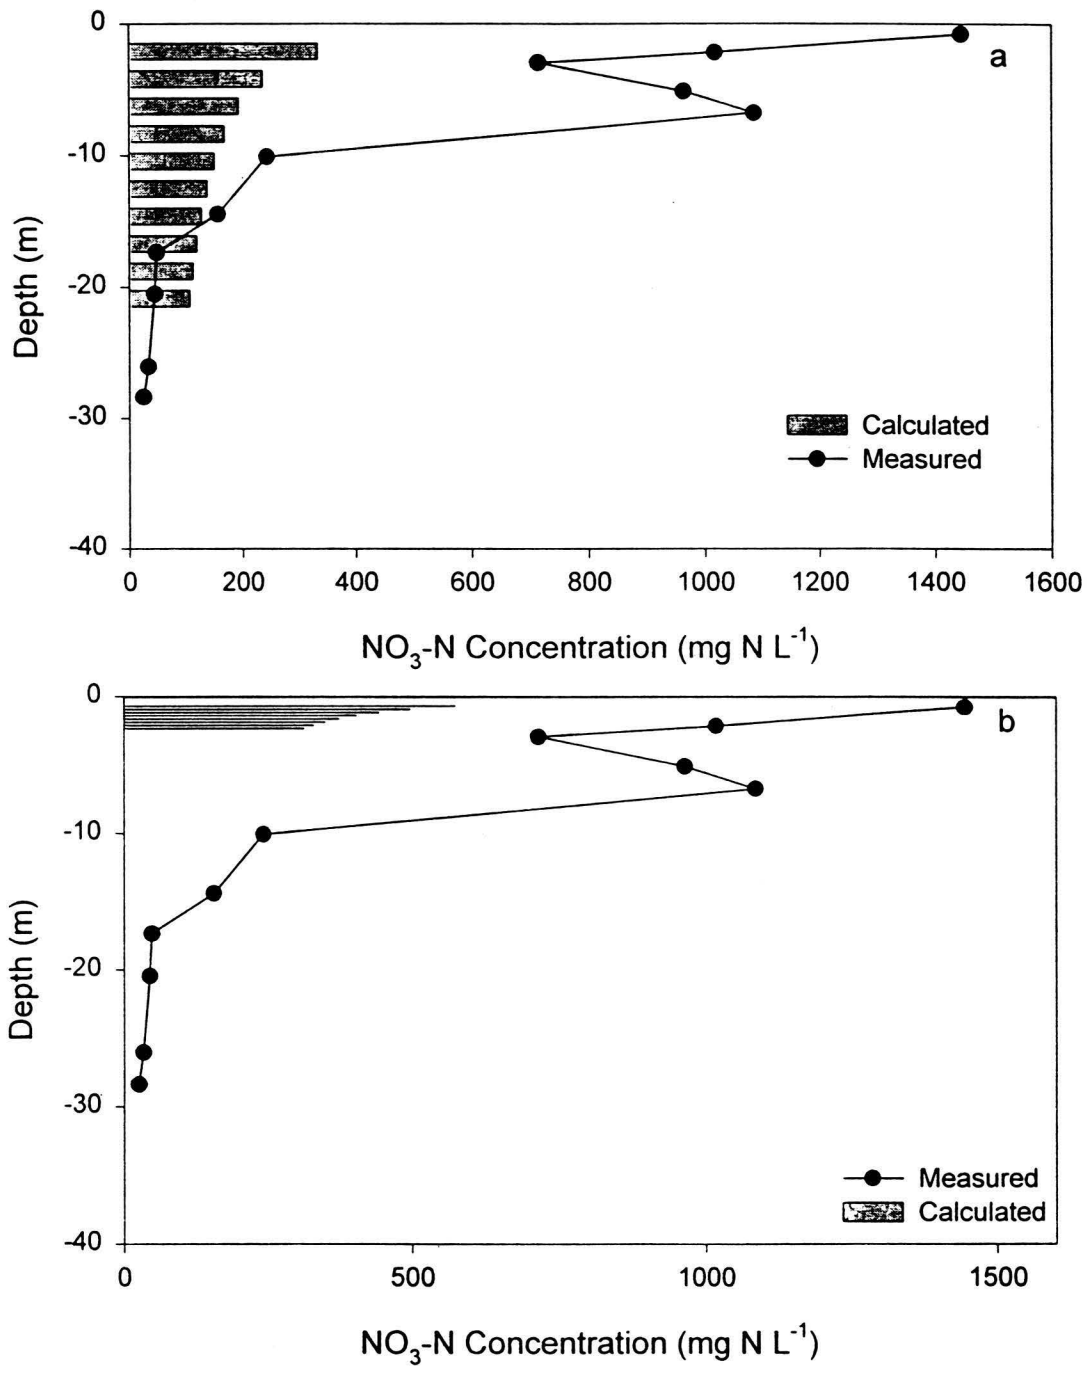 0
a
-10
-20
-30
-40
Depth (m)
Calculated
Measured
0 200 400 600 800 1000 1200 1400 1600
NO3-N Concentration (mg N L-1)
0
b
-10
-20
-30
-40
Depth (m)
Measured
Calculated
0 500 1000 1500
NO3-N Concentration (mg N L-1)